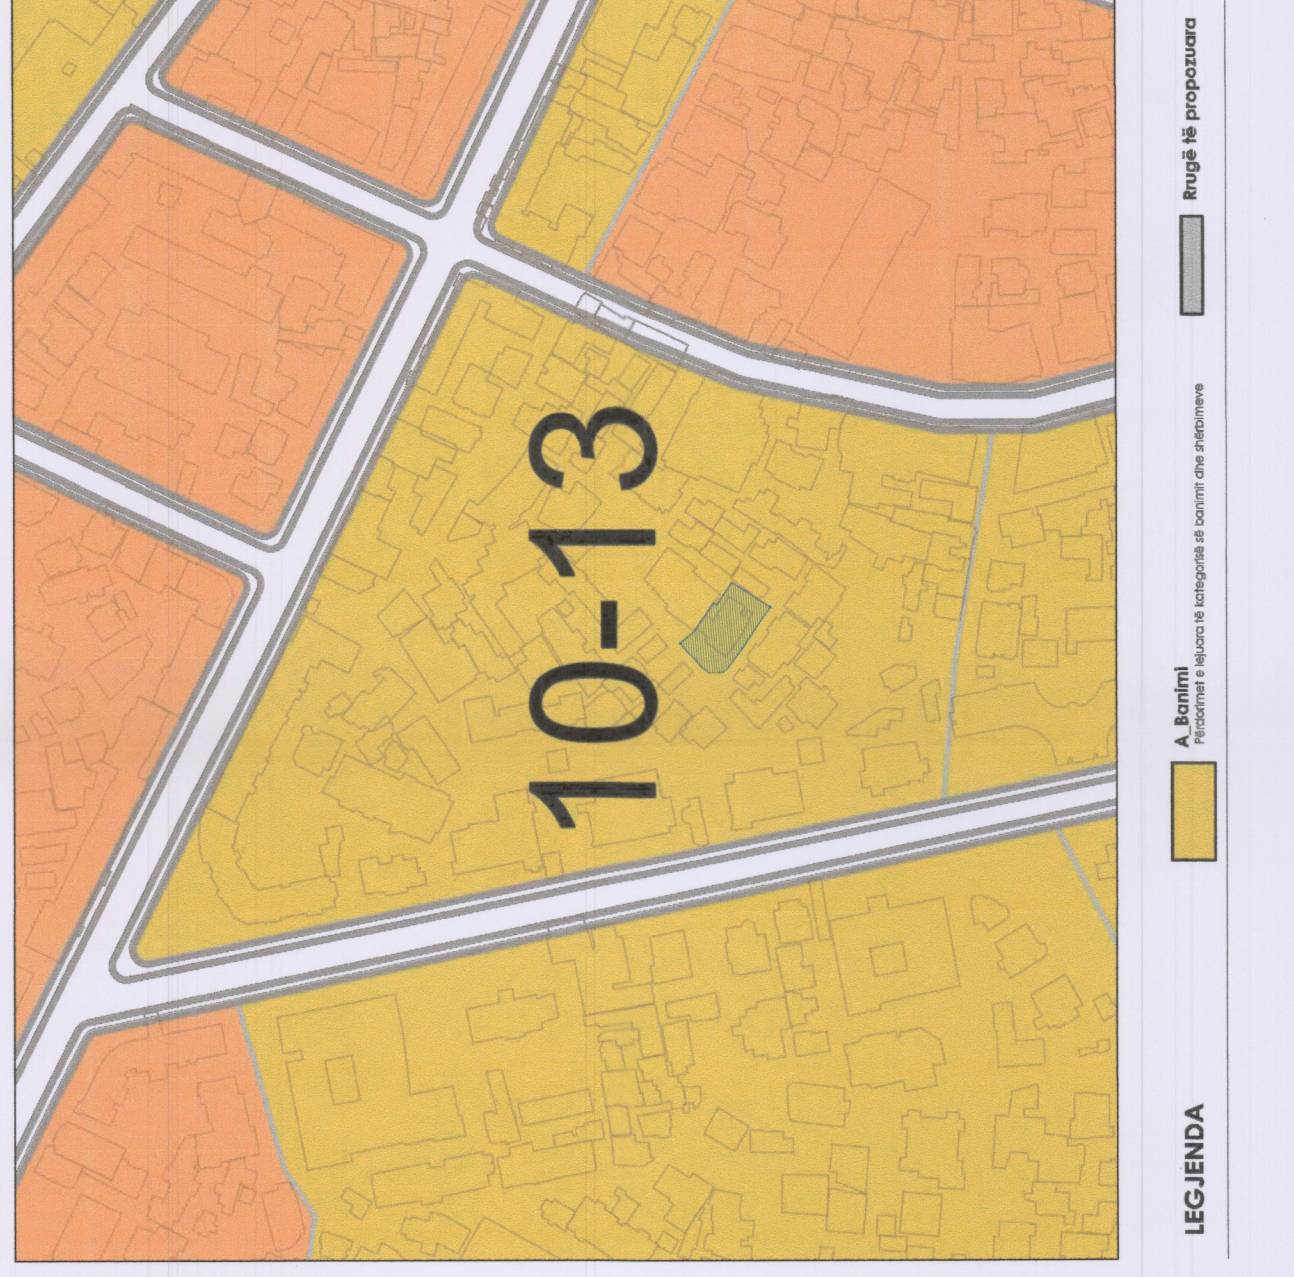 10-13
LEGJENDA
A_Banimi
Përdorimet e lejuara të kategorisë së banimit dhe shërbimeve
Rrugë të propozuara